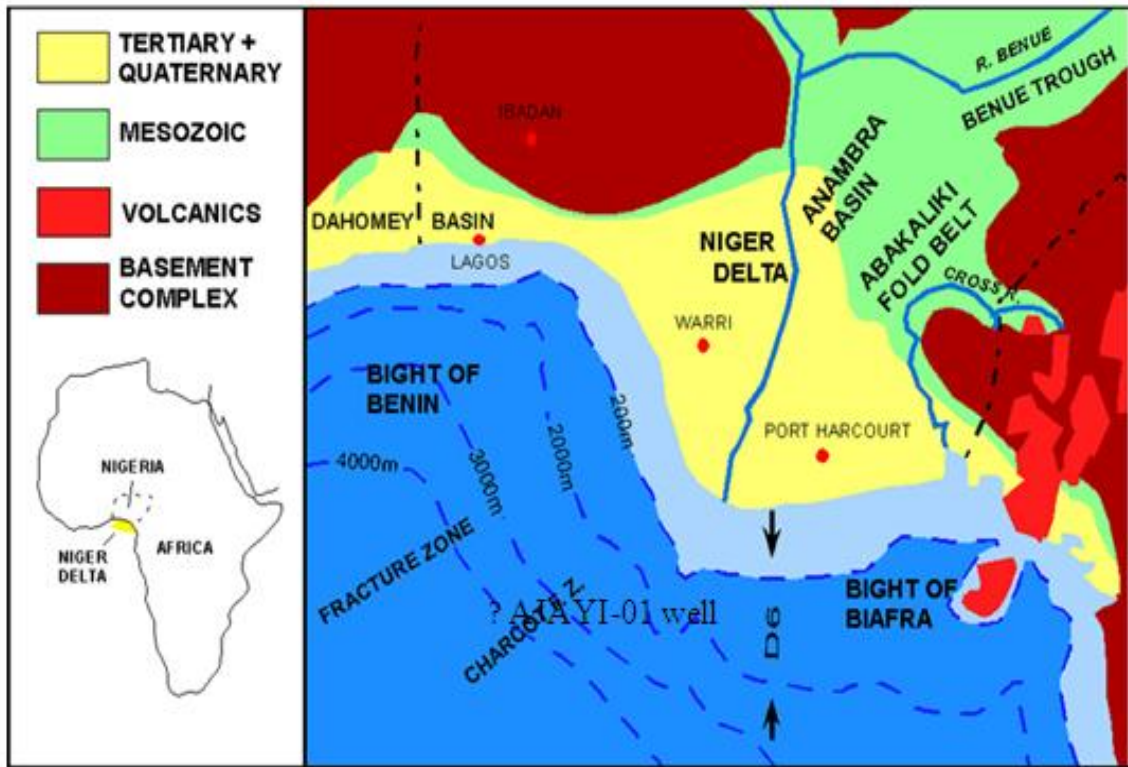 TERTIARY +
QUATERNARY
MESOZOIC
VOLCANICS
BASEMENT
COMPLEX
NIGERIA
NIGER
DELTA
AFRICA
R. BENUE
BENUE TROUGH
IBADAN
ANAMBRA
BASIN
DAHOMEY BASIN
LAGOS
NIGER
DELTA
ABAKALIKI
FOLD BELT
CROSS R.
WARRI
PORT HARCOURT
BIGHT OF
BENIN
200m
2000m
3000m
4000m
FRACTURE ZONE
CHARCOT F Z.
? AJAYI-01 well
D6
BIGHT OF
BIAFRA